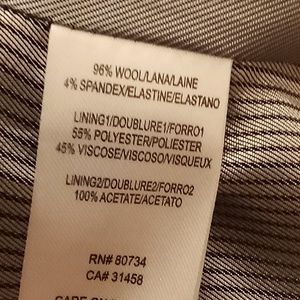 96% WOOL/LANA/LAINE
4% SPANDEX/ELASTINE/ELASTANO
LINING1/DOUBLURE1/FORRO1
55% POLYESTER/POLIESTER
45% VISCOSE/VISCOSO/VISQUEUX
LINING2/DOUBLURE2/FORRO2
100% ACETATE/ACETATO
RN# 80734
CA# 31458